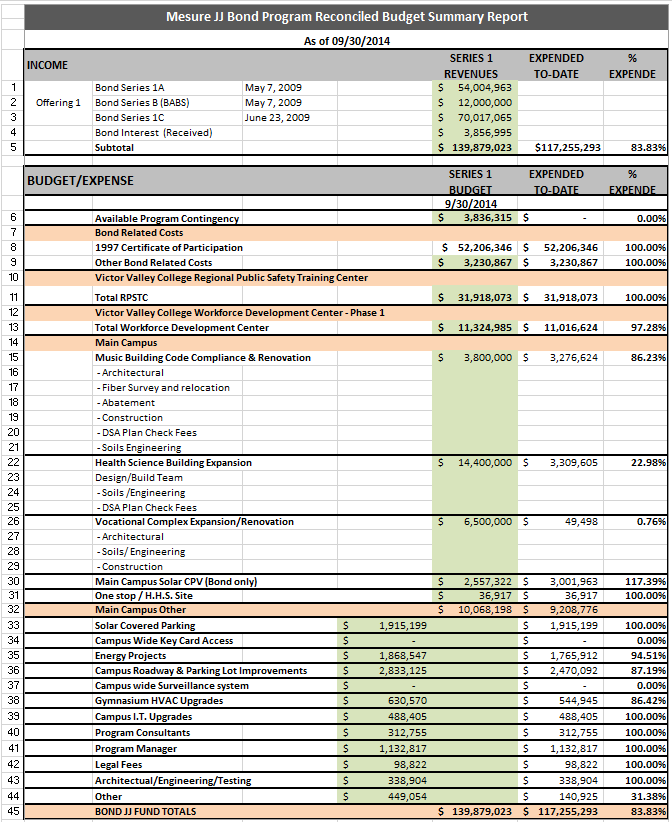 Mesure JJ Bond Program Reconciled Budget Summary Report
As of 09/30/2014
INCOME SERIES 1 REVENUES EXPENDED TO-DATE % EXPENDE
1 Bond Series 1A May 7, 2009 $ 54,004,963
2 Offering 1 Bond Series B (BABS) May 7, 2009 $ 12,000,000
3 Bond Series 1C June 23, 2009 $ 70,017,065
4 Bond Interest (Received) $ 3,856,995
5 Subtotal $ 139,879,023 $117,255,293 83.83%
BUDGET/EXPENSE SERIES 1 BUDGET EXPENDED TO-DATE % EXPENDE
9/30/2014
6 Available Program Contingency $ 3,836,315 $ - 0.00%
7 Bond Related Costs
8 1997 Certificate of Participation $ 52,206,346 $ 52,206,346 100.00%
9 Other Bond Related Costs $ 3,230,867 $ 3,230,867 100.00%
10 Victor Valley College Regional Public Safety Training Center
11 Total RPSTC $ 31,918,073 $ 31,918,073 100.00%
12 Victor Valley College Workforce Development Center - Phase 1
13 Total Workforce Development Center $ 11,324,985 $ 11,016,624 97.28%
14 Main Campus
15 Music Building Code Compliance & Renovation $ 3,800,000 $ 3,276,624 86.23%
16 - Architectural
17 - Fiber Survey and relocation
18 - Abatement
19 - Construction
20 - DSA Plan Check Fees
21 - Soils Engineering
22 Health Science Building Expansion $ 14,400,000 $ 3,309,605 22.98%
23 Design/Build Team
24 - Soils /Engineering
25 - DSA Plan Check Fees
26 Vocational Complex Expansion/Renovation $ 6,500,000 $ 49,498 0.76%
27 - Architectural
28 - Soils/ Engineering
29 - Construction
30 Main Campus Solar CPV (Bond only) $ 2,557,322 $ 3,001,963 117.39%
31 One stop / H.H.S. Site $ 36,917 $ 36,917 100.00%
32 Main Campus Other $ 10,068,198 $ 9,208,776
33 Solar Covered Parking $ 1,915,199 $ 1,915,199 100.00%
34 Campus Wide Key Card Access $ - $ - 0.00%
35 Energy Projects $ 1,868,547 $ 1,765,912 94.51%
36 Campus Roadway & Parking Lot Improvements $ 2,833,125 $ 2,470,092 87.19%
37 Campus wide Surveillance system $ - $ - 0.00%
38 Gymnasium HVAC Upgrades $ 630,570 $ 544,945 86.42%
39 Campus I.T. Upgrades $ 488,405 $ 488,405 100.00%
40 Program Consultants $ 312,755 $ 312,755 100.00%
41 Program Manager $ 1,132,817 $ 1,132,817 100.00%
42 Legal Fees $ 98,822 $ 98,822 100.00%
43 Architectual/Engineering/Testing $ 338,904 $ 338,904 100.00%
44 Other $ 449,054 $ 140,925 31.38%
45 BOND JJ FUND TOTALS $ 139,879,023 $ 117,255,293 83.83%